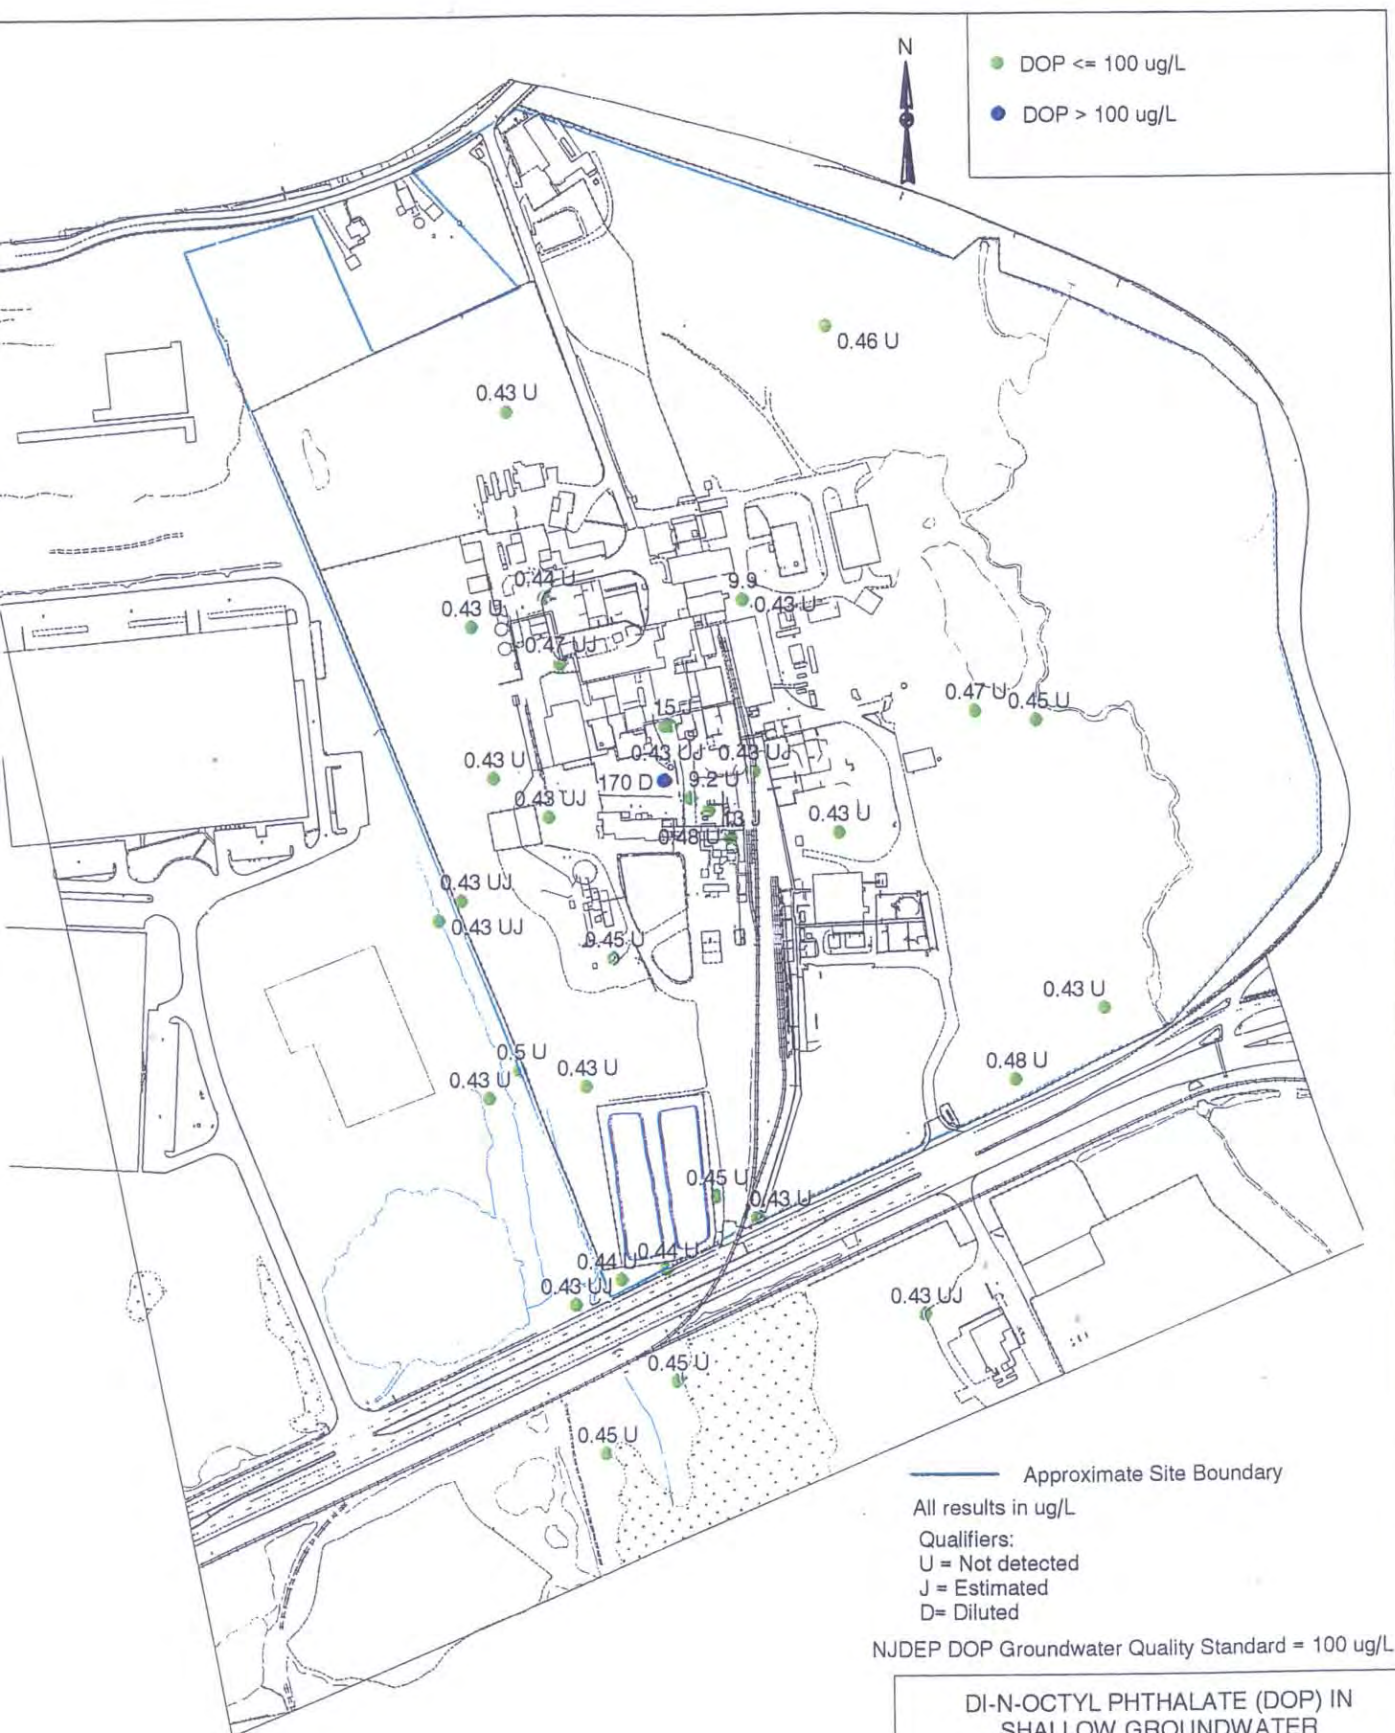 N
DOP <= 100 ug/L
DOP > 100 ug/L
0.46 U
0.43 U
0.44 U
9.9
0.43 U
0.43 U
0.47 UJ
0.47 U
0.45 U
15 J
0.43 UJ
0.43 UJ
0.43 U
170 D
9.2 U
0.43 UJ
13 J
0.43 U
0.48 U
0.43 UJ
0.43 UJ
0.45 U
0.43 U
0.5 U
0.43 U
0.43 U
0.48 U
0.45 U
0.43 U
0.44 U
0.44 U
0.43 UJ
0.43 UJ
0.45 U
0.45 U
Approximate Site Boundary
All results in ug/L
Qualifiers:
U = Not detected
J = Estimated
D= Diluted
NJDEP DOP Groundwater Quality Standard = 100 ug/L
DI-N-OCTYL PHTHALATE (DOP) IN
SHALLOW GROUNDWATER